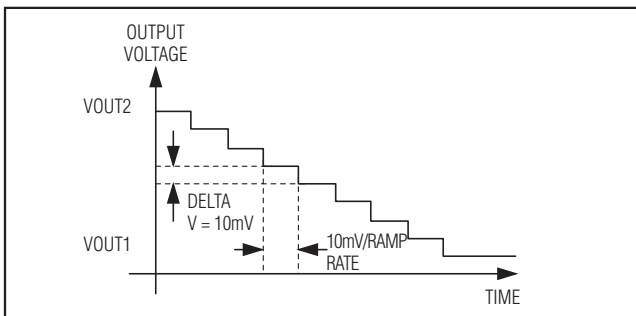 OUTPUT
VOLTAGE
VOUT2
DELTA
V = 10mV
VOUT1
10mV/RAMP
RATE
TIME